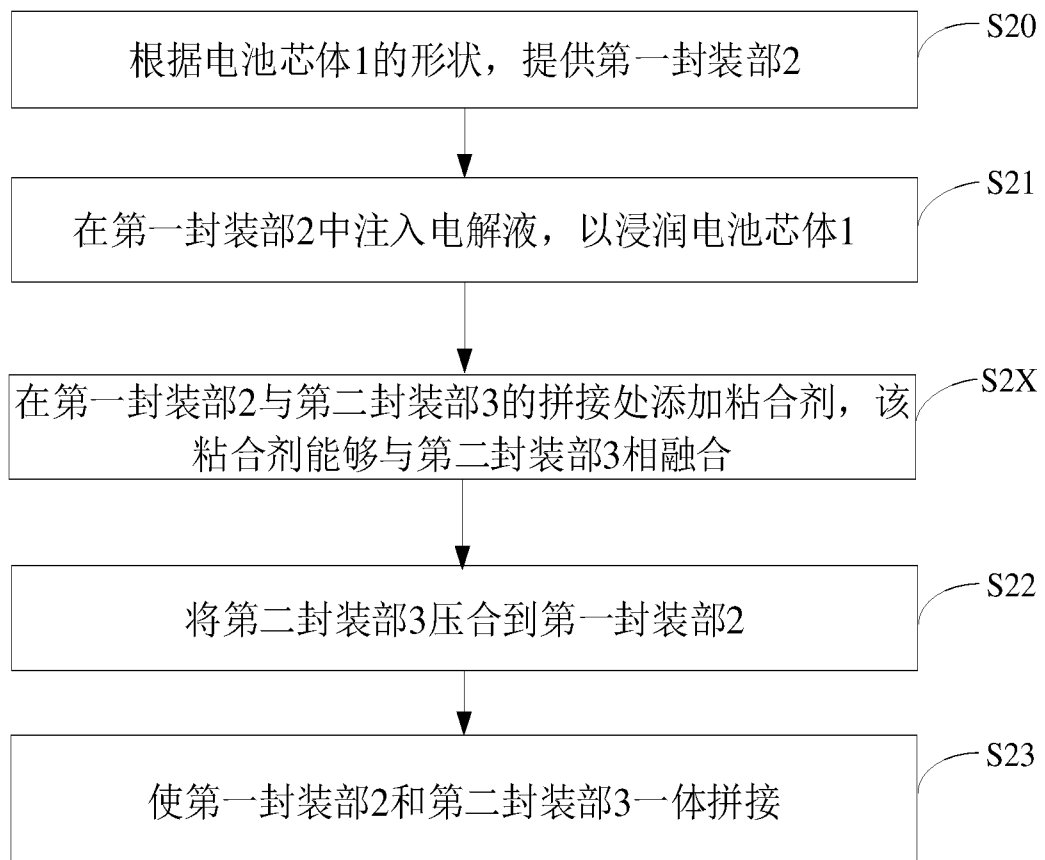 根据电池芯体1的形状，提供第一封装部2
S20
在第一封装部2中注入电解液，以浸润电池芯体1
S21
在第一封装部2与第二封装部3的拼接处添加粘合剂，该
粘合剂能够与第二封装部3相融合
S2X
将第二封装部3压合到第一封装部2
S22
使第一封装部2和第二封装部3一体拼接
S23